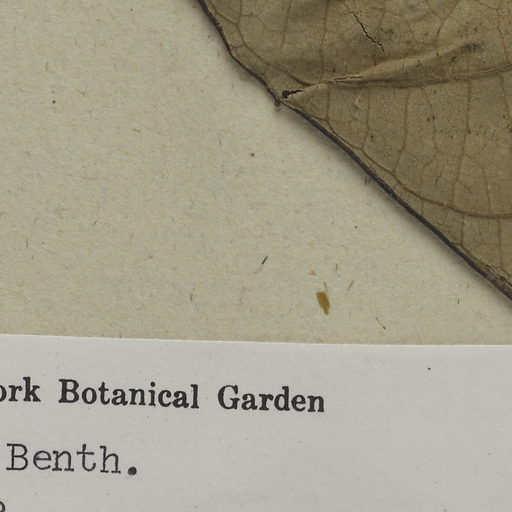 ork Botanical Garden
Benth.